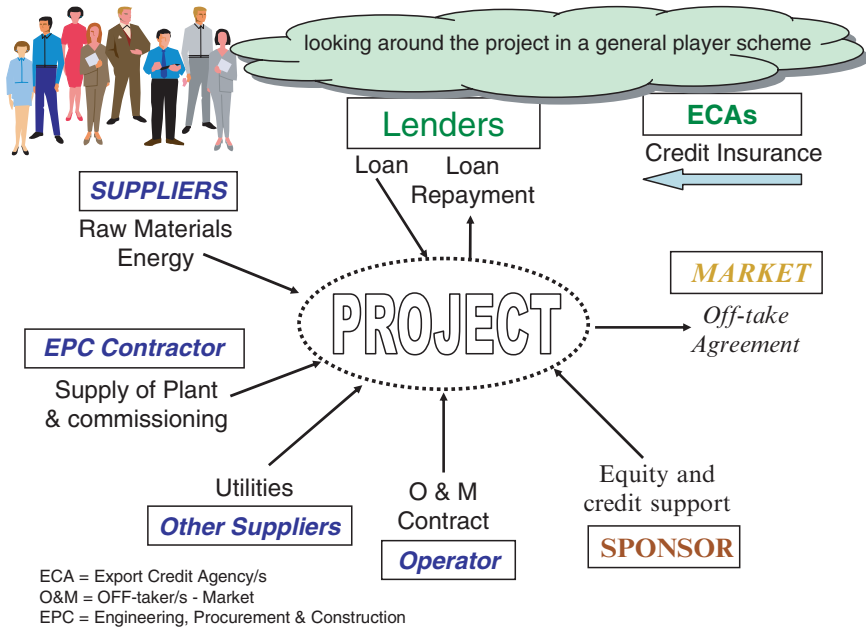 looking around the project in a general player scheme
Lenders
ECAs
Loan
Loan
Repayment
Credit Insurance
SUPPLIERS
Raw Materials
Energy
MARKET
Off-take
Agreement
PROJECT
EPC Contractor
Supply of Plant
& commissioning
Utilities
Other Suppliers
O & M
Contract
Operator
Equity and
credit support
SPONSOR
ECA = Export Credit Agency/s
O&M = OFF-taker/s - Market
EPC = Engineering, Procurement & Construction